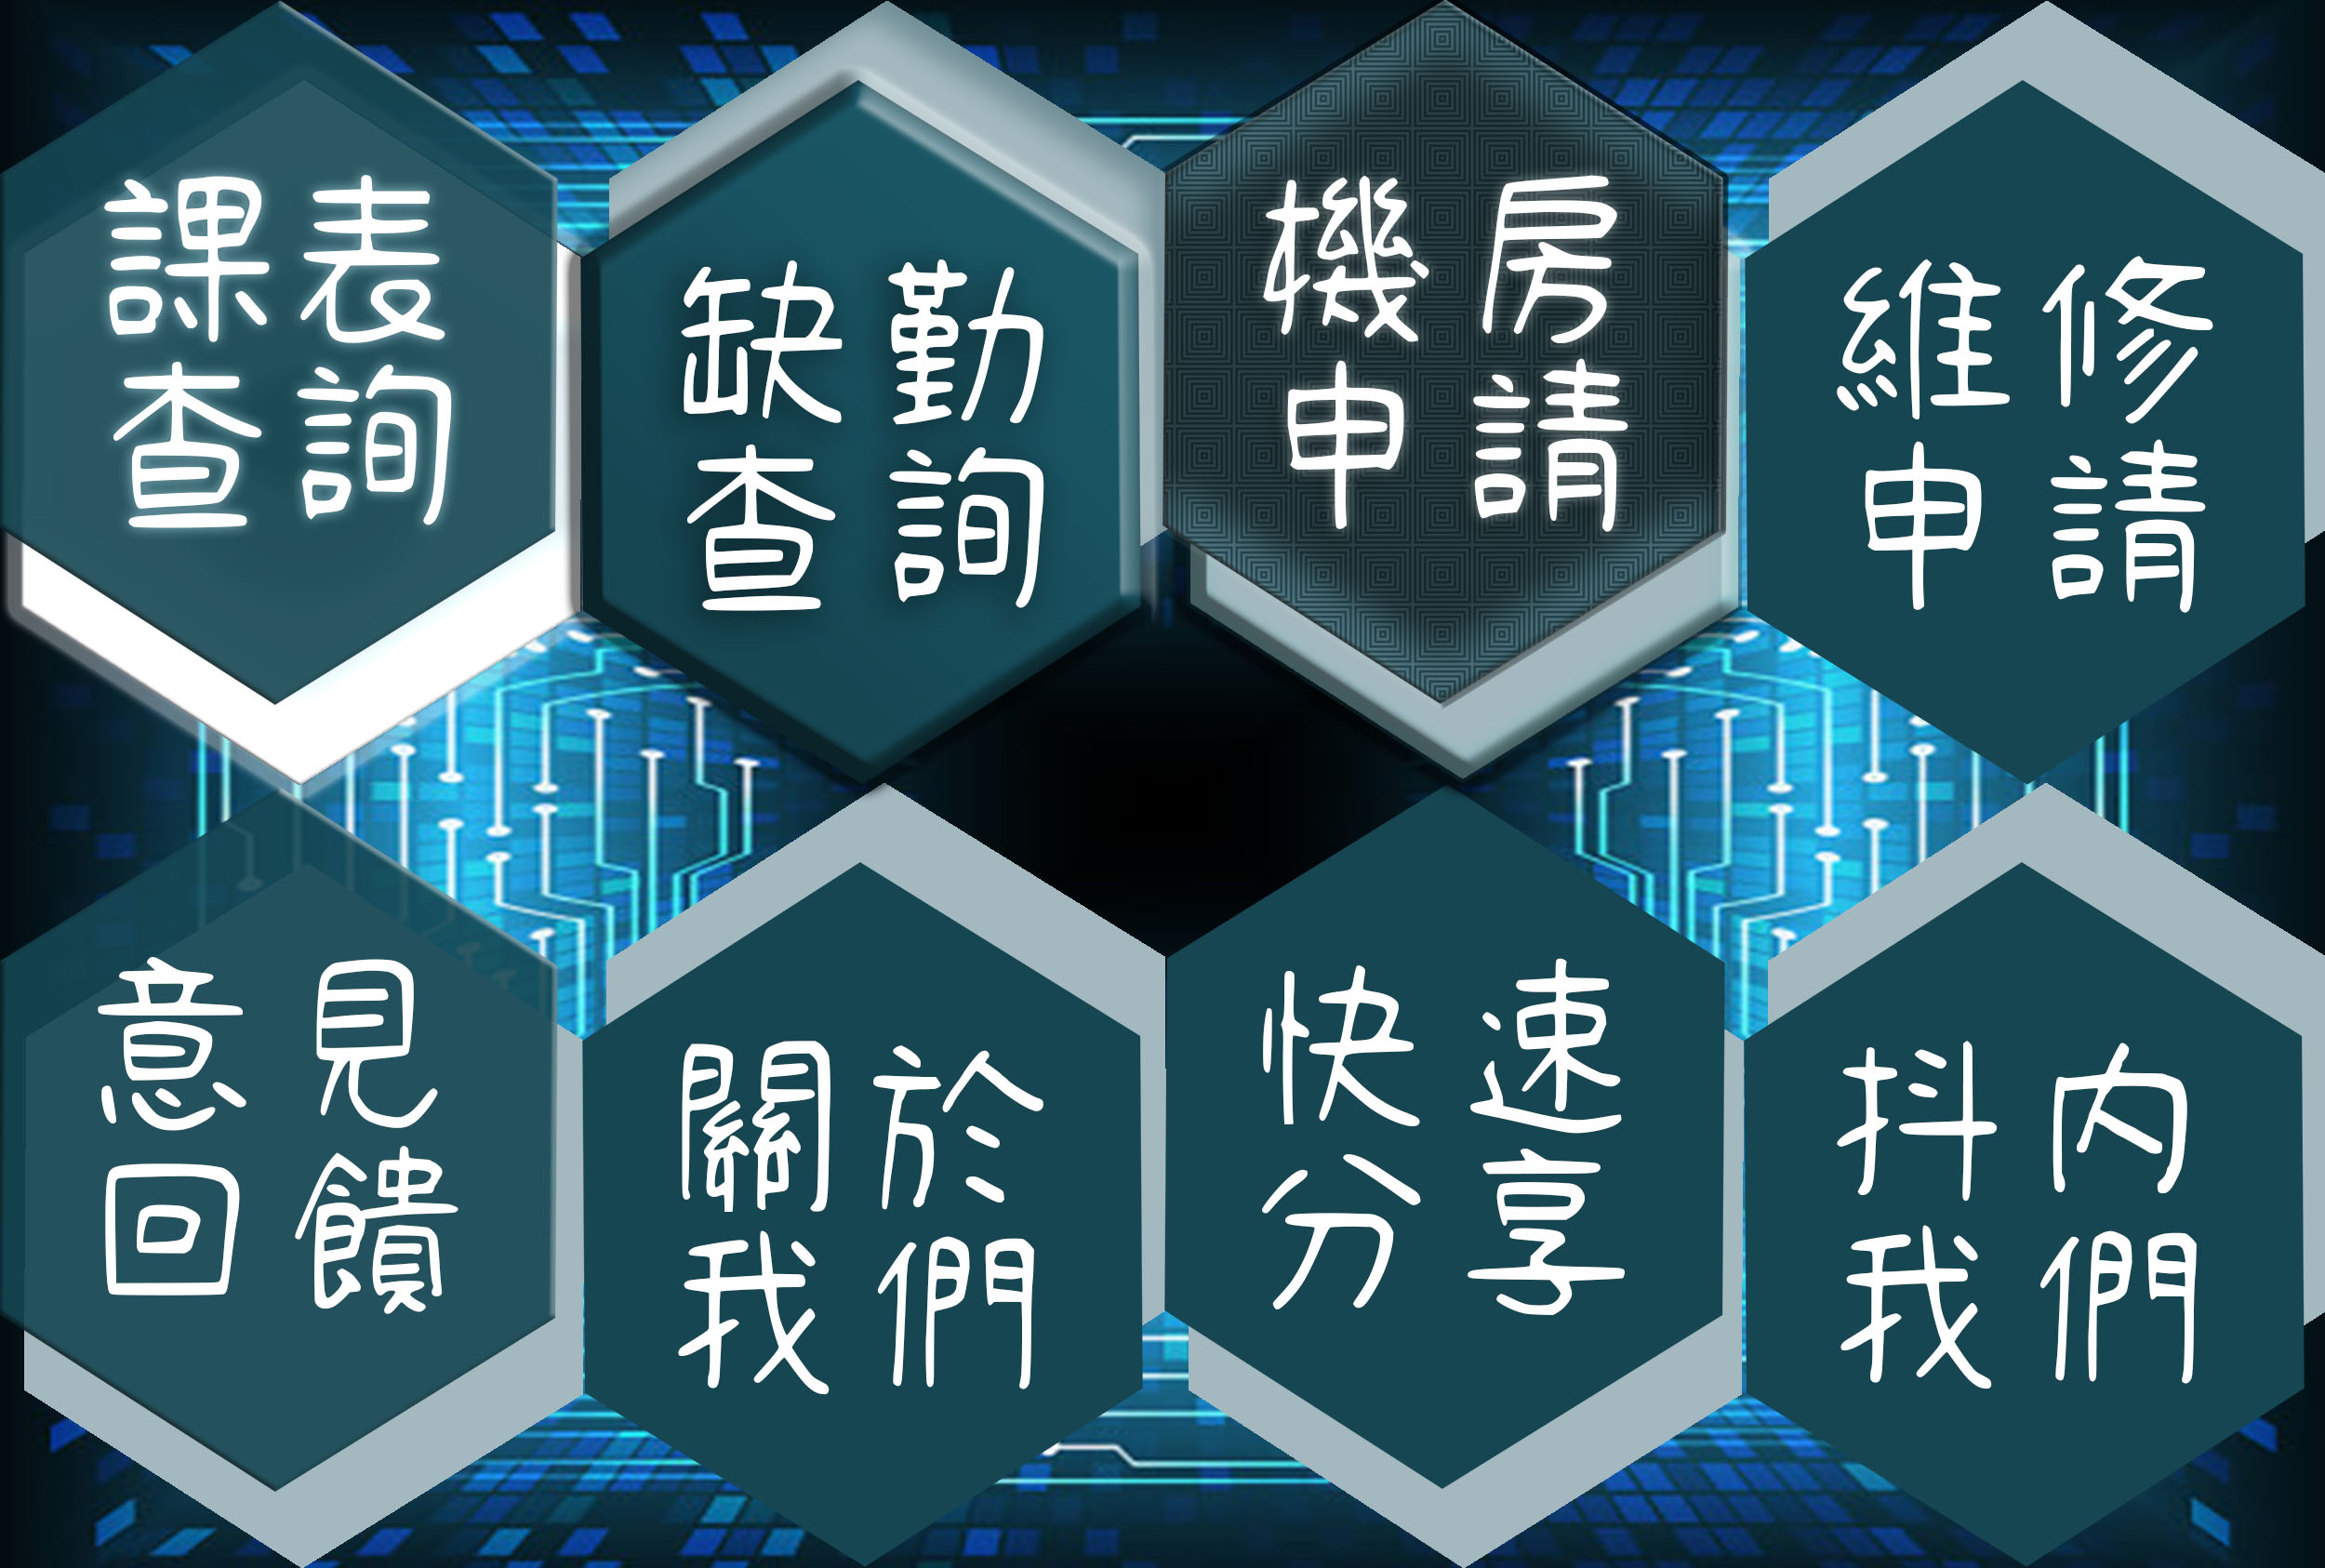 課表
查詢
缺勤
查詢
機房
申請
維修
申請
意見
回饋
關於
我們
快速
分享
抖內
我們